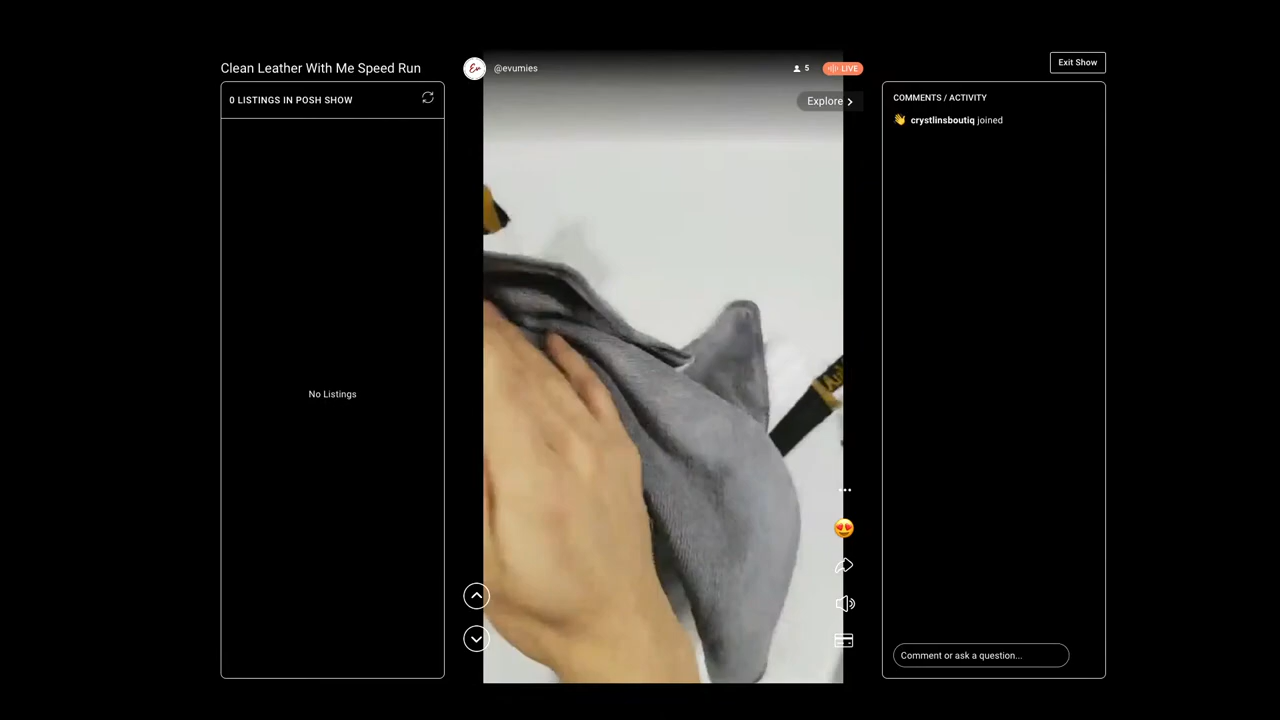 Clean Leather With Me Speed Run
0 LISTINGS IN POSH SHOW
No Listings
Ev
@evumies
5
LIVE
Explore
Exit Show
COMMENTS / ACTIVITY
crystlinsboutiq joined
Comment or ask a question...